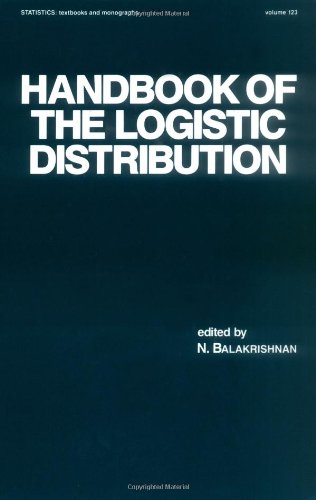 STATISTICS: textbooks and monographs
volume 123
HANDBOOK OF
THE LOGISTIC
DISTRIBUTION
edited by
N. BALAKRISHNAN